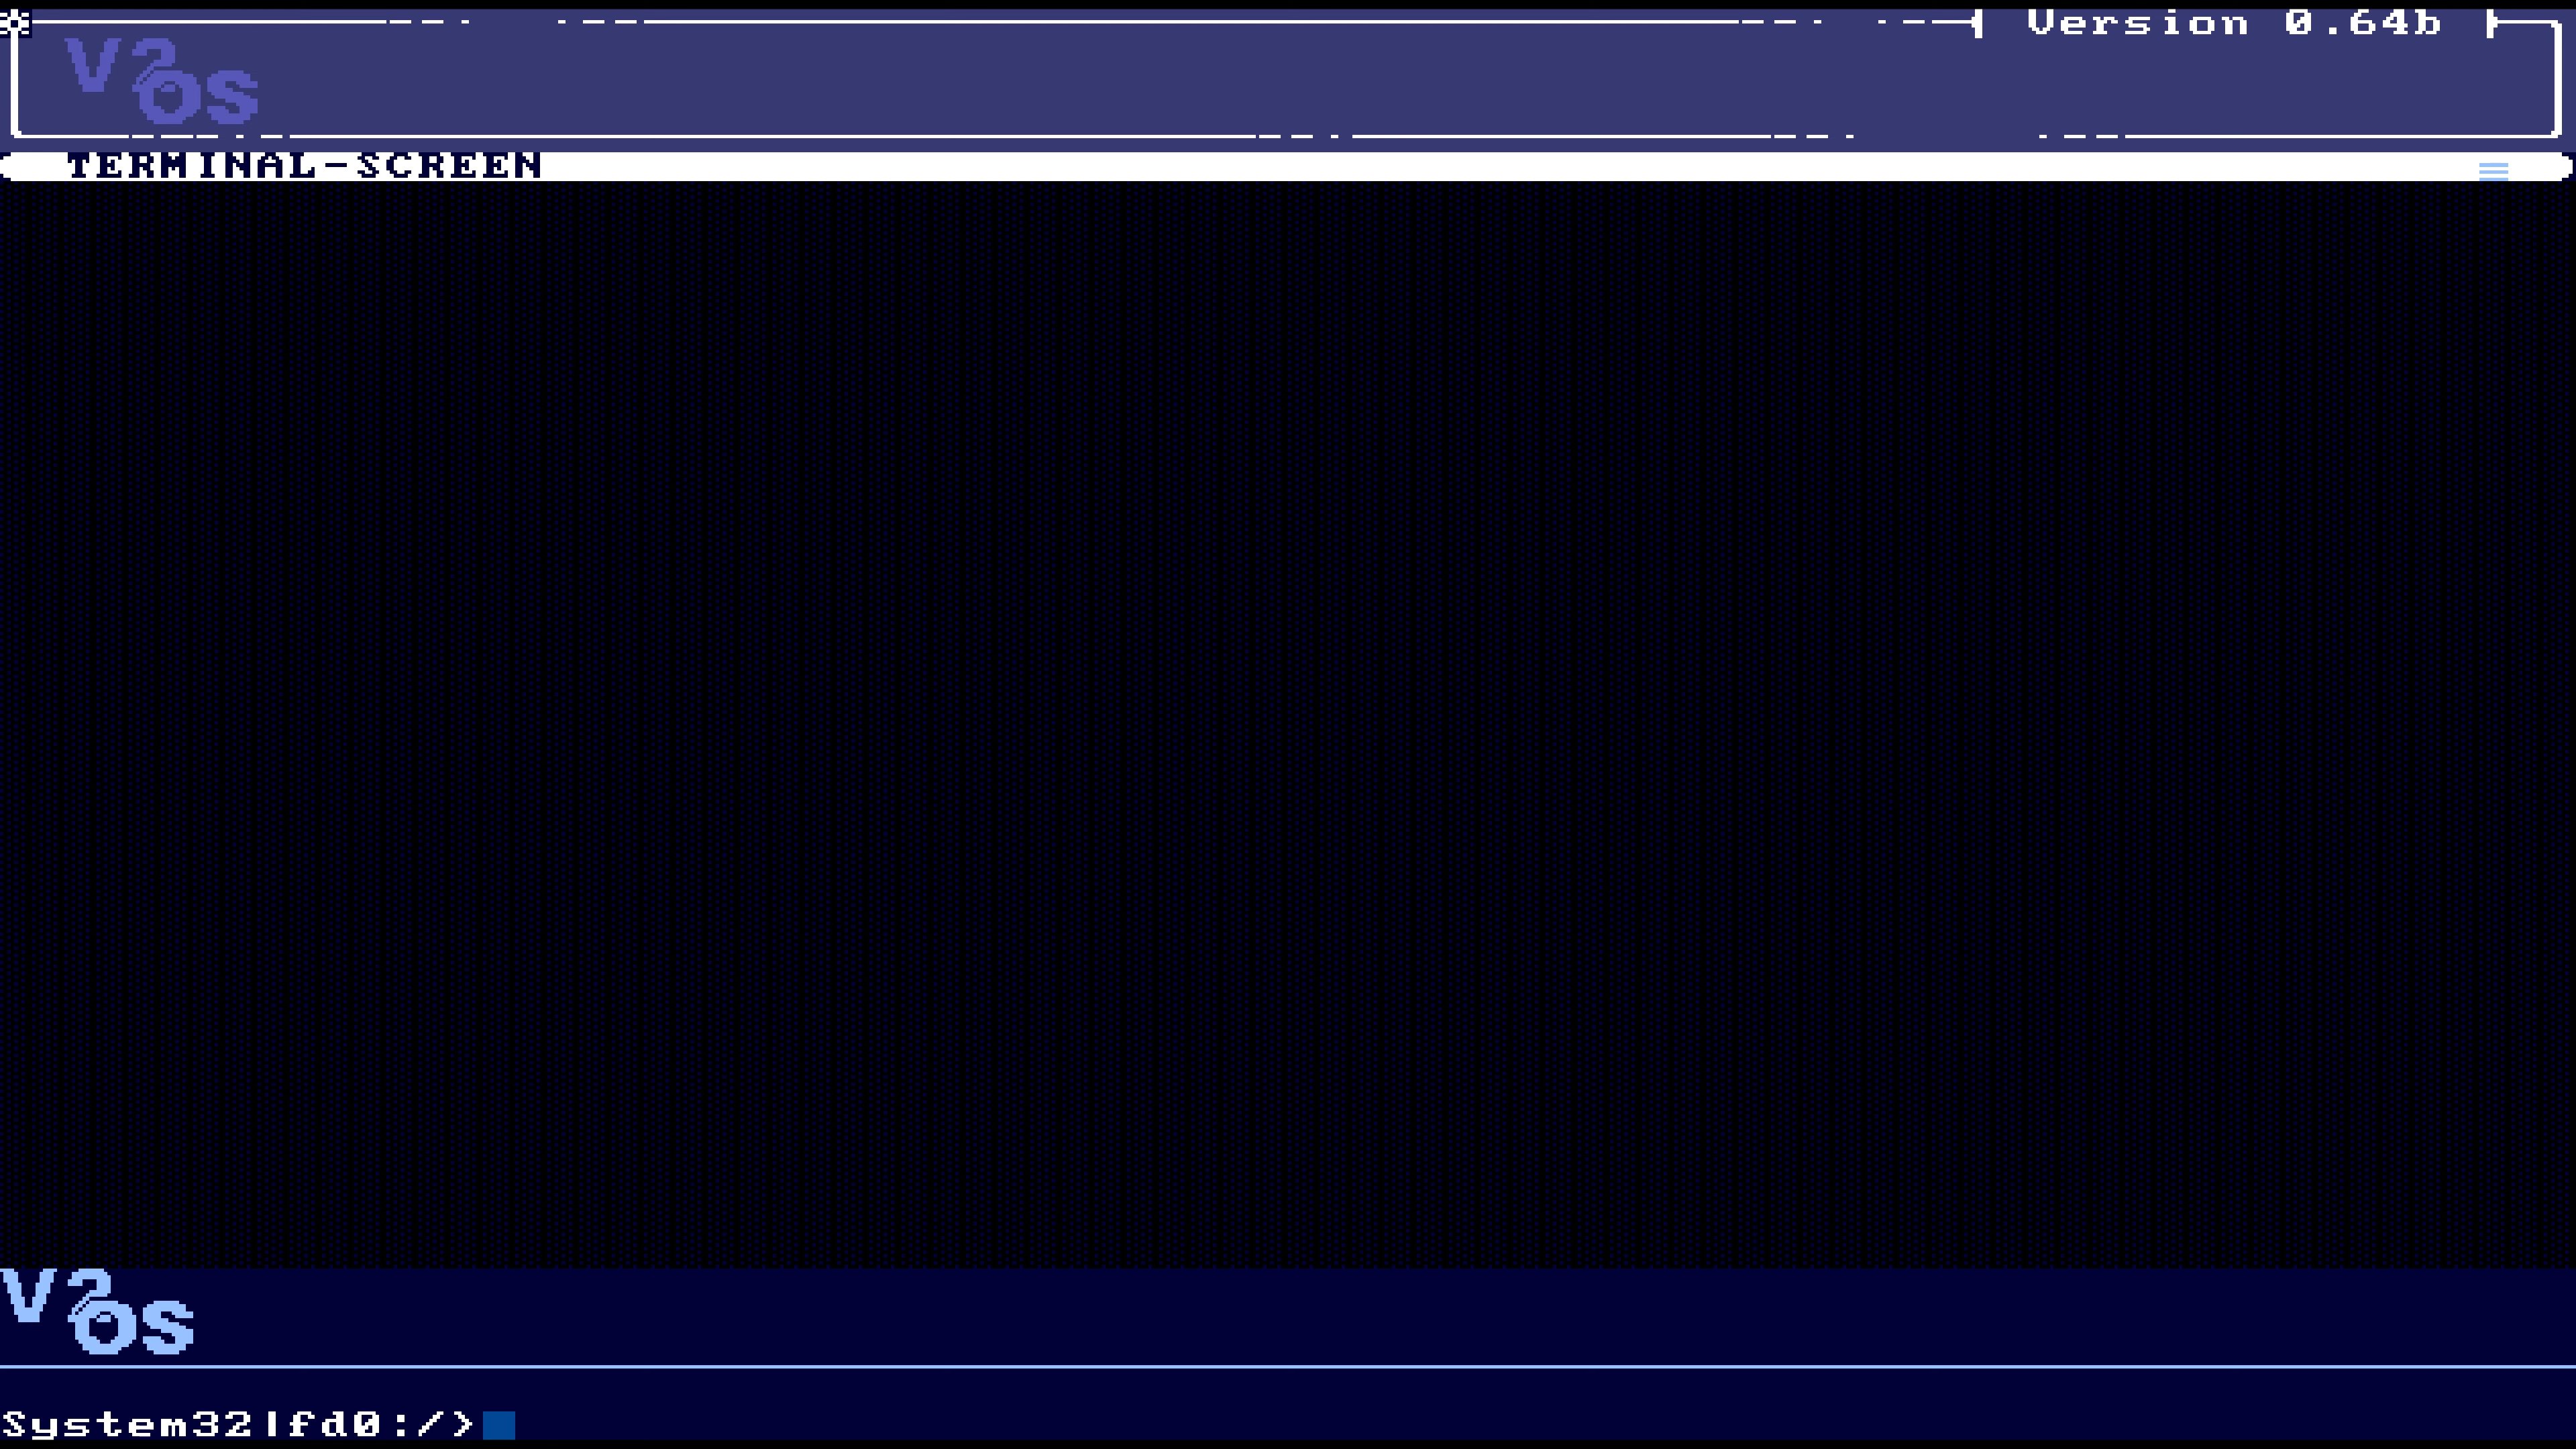 Version 0.64b
V2os
TERMINAL-SCREEN
V2os
System32|fd0:/>